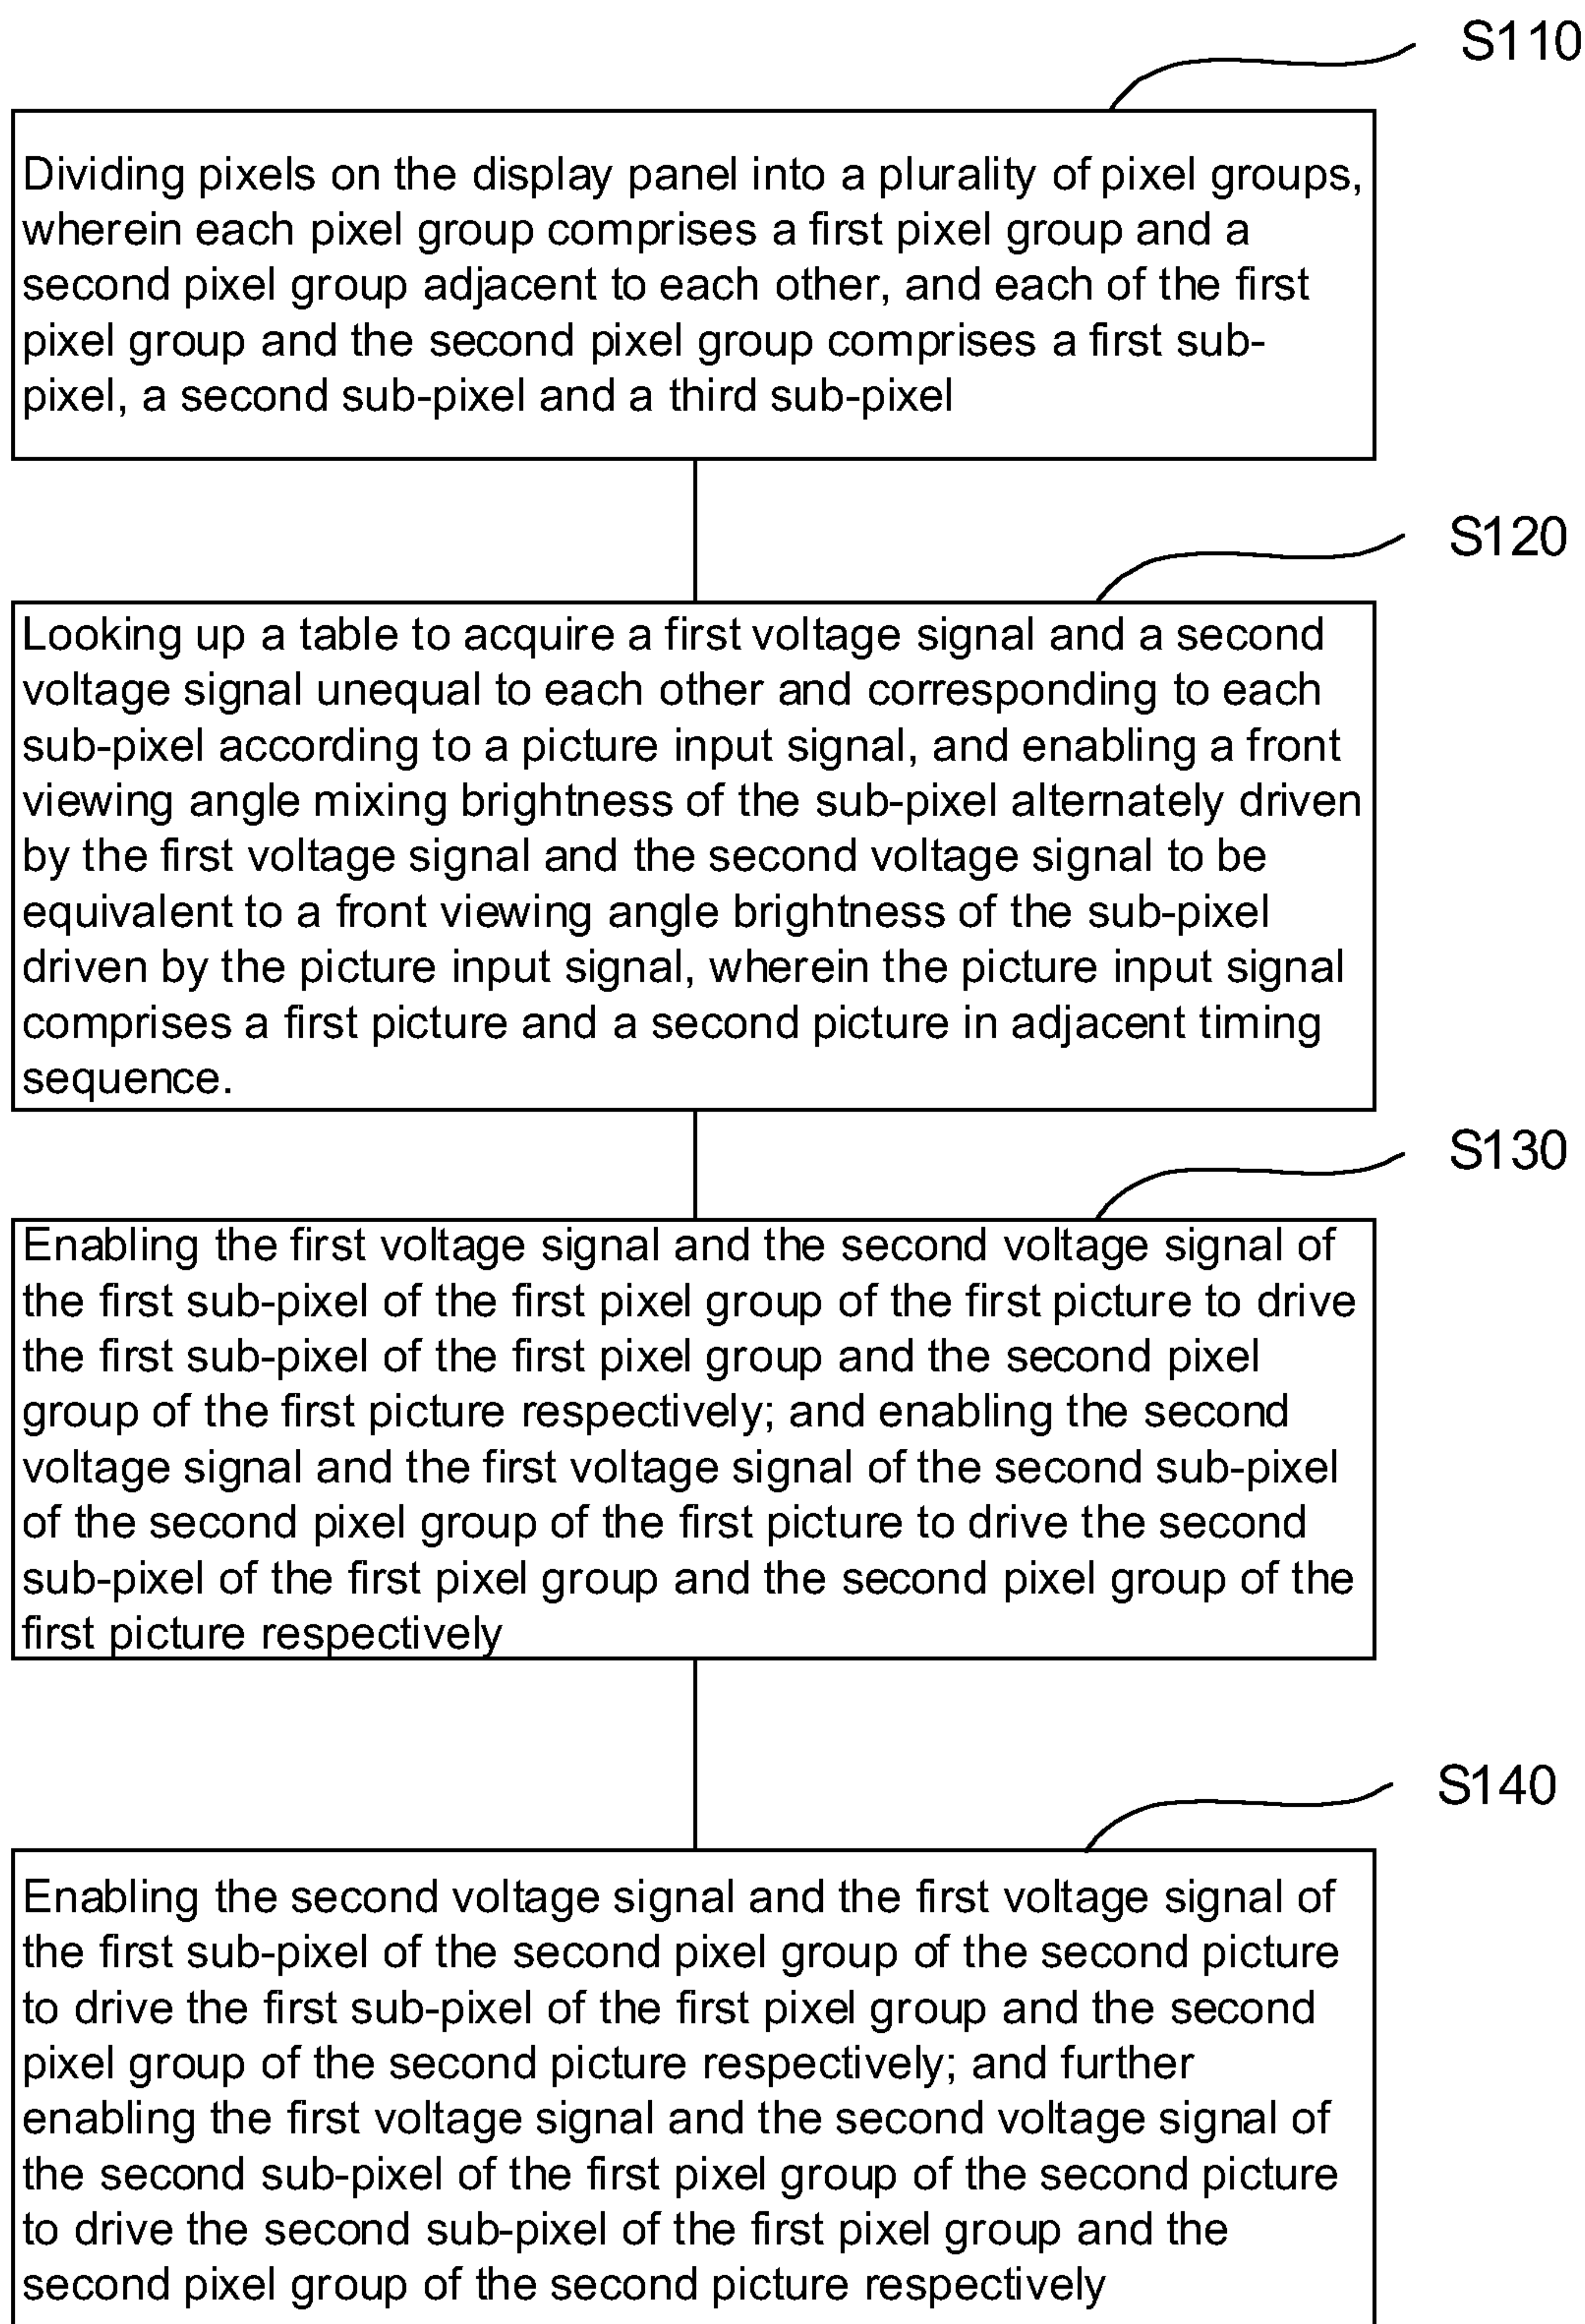 S110
Dividing pixels on the display panel into a plurality of pixel groups,
wherein each pixel group comprises a first pixel group and a
second pixel group adjacent to each other, and each of the first
pixel group and the second pixel group comprises a first sub-
pixel, a second sub-pixel and a third sub-pixel
S120
Looking up a table to acquire a first voltage signal and a second
voltage signal unequal to each other and corresponding to each
sub-pixel according to a picture input signal, and enabling a front
viewing angle mixing brightness of the sub-pixel alternately driven
by the first voltage signal and the second voltage signal to be
equivalent to a front viewing angle brightness of the sub-pixel
driven by the picture input signal, wherein the picture input signal
comprises a first picture and a second picture in adjacent timing
sequence.
S130
Enabling the first voltage signal and the second voltage signal of
the first sub-pixel of the first pixel group of the first picture to drive
the first sub-pixel of the first pixel group and the second pixel
group of the first picture respectively; and enabling the second
voltage signal and the first voltage signal of the second sub-pixel
of the second pixel group of the first picture to drive the second
sub-pixel of the first pixel group and the second pixel group of the
first picture respectively
S140
Enabling the second voltage signal and the first voltage signal of
the first sub-pixel of the second pixel group of the second picture
to drive the first sub-pixel of the first pixel group and the second
pixel group of the second picture respectively; and further
enabling the first voltage signal and the second voltage signal of
the second sub-pixel of the first pixel group of the second picture
to drive the second sub-pixel of the first pixel group and the
second pixel group of the second picture respectively